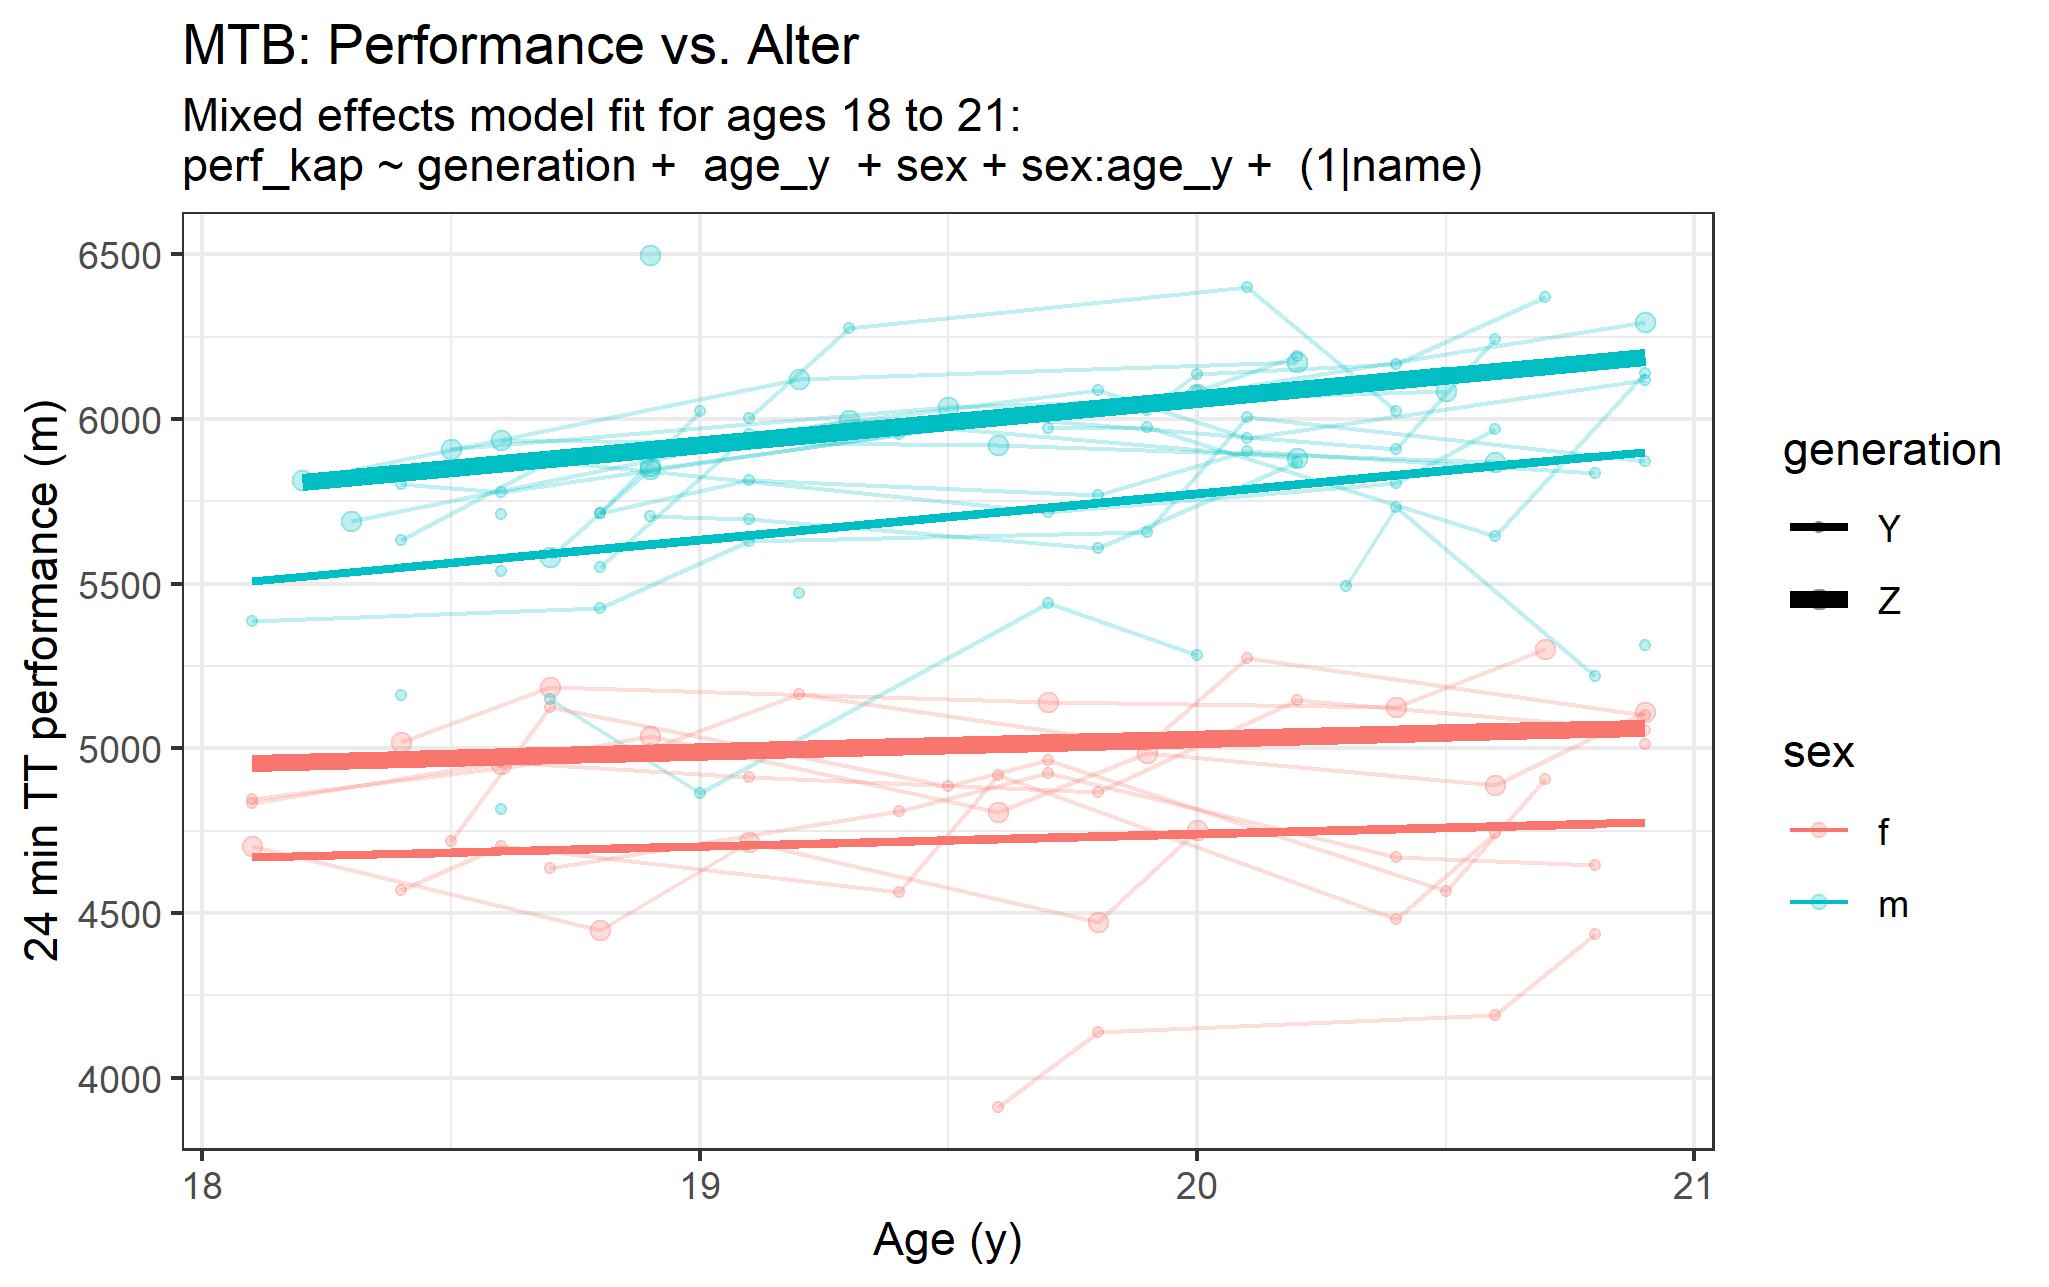 MTB: Performance vs. Alter
Mixed effects model fit for ages 18 to 21:
perf_kap ~ generation +  age_y  + sex + sex:age_y +  (1|name)
24 min TT performance (m)
6500
6000
5500
5000
4500
4000
18
19
20
21
Age (y)
generation
Y
Z
sex
f
m